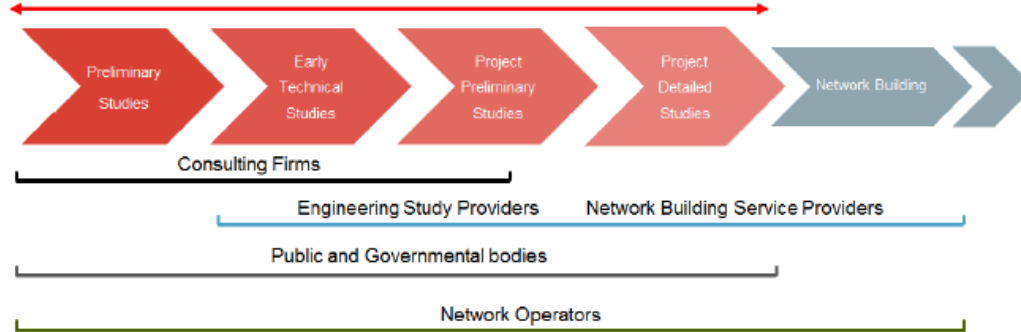 Preliminary
Studies
Early
Technical
Studies
Project
Preliminary
Studies
Project
Detailed
Studies
Network Building
Consulting Firms
Engineering Study Providers
Network Building Service Providers
Public and Governmental bodies
Network Operators